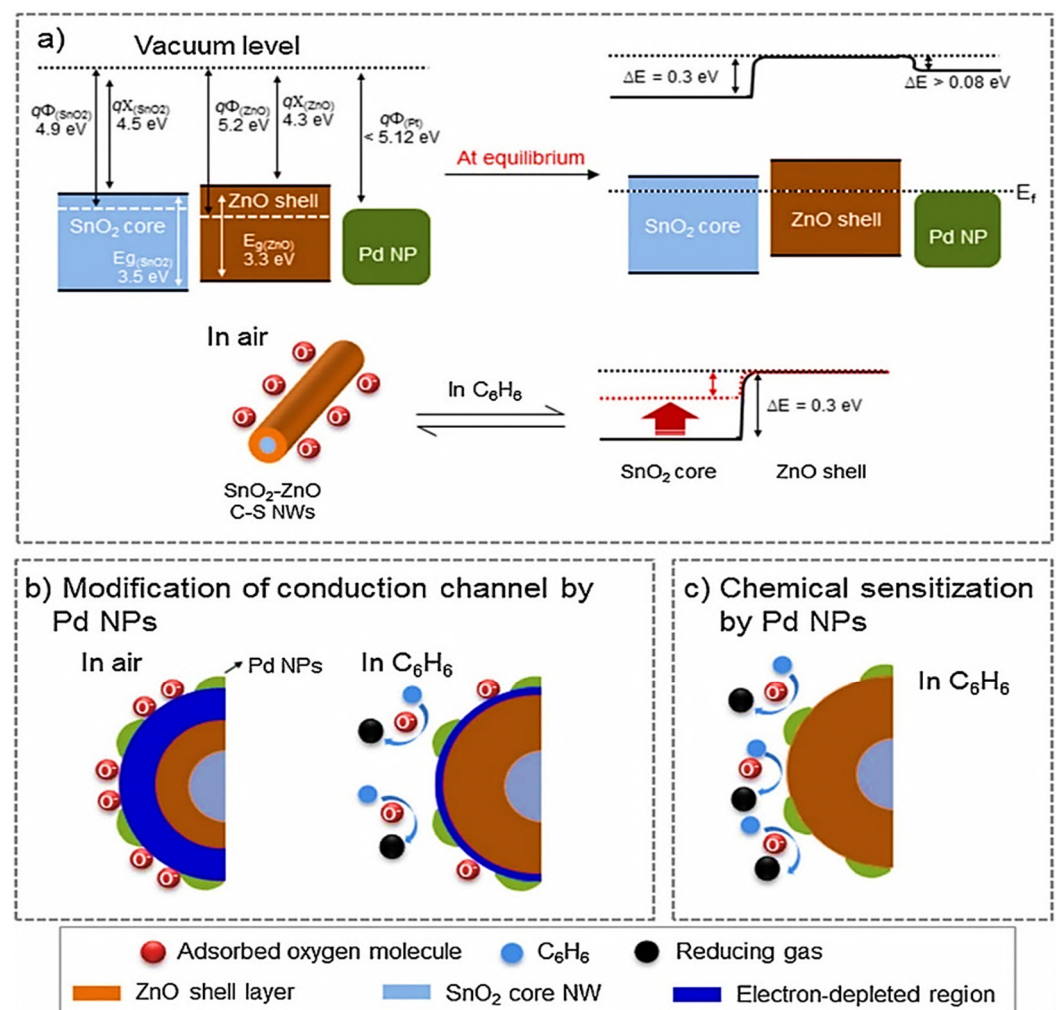 a)
Vacuum level
qΦ(SnO2)
4.9 eV
qX(SnO2)
4.5 eV
qΦ(ZnO)
5.2 eV
qX(ZnO)
4.3 eV
qΦ(Pt)
< 5.12 eV
SnO₂ core
Eg(SnO2)
3.5 eV
ZnO shell
Eg(ZnO)
3.3 eV
Pd NP
At equilibrium
ΔE = 0.3 eV
ΔE > 0.08 eV
SnO₂ core
ZnO shell
Pd NP
Ef
In air
O⁻
O⁻
O⁻
O⁻
O⁻
O⁻
SnO₂-ZnO
C-S NWs
In C₆H₆
ΔE = 0.3 eV
SnO₂ core
ZnO shell
b) Modification of conduction channel by
Pd NPs
In air
Pd NPs
O⁻
O⁻
O⁻
O⁻
O⁻
O⁻
In C₆H₆
O⁻
O⁻
O⁻
O⁻
c) Chemical sensitization
by Pd NPs
In C₆H₆
O⁻
O⁻
O⁻
O⁻ Adsorbed oxygen molecule
C₆H₆
Reducing gas
ZnO shell layer
SnO₂ core NW
Electron-depleted region